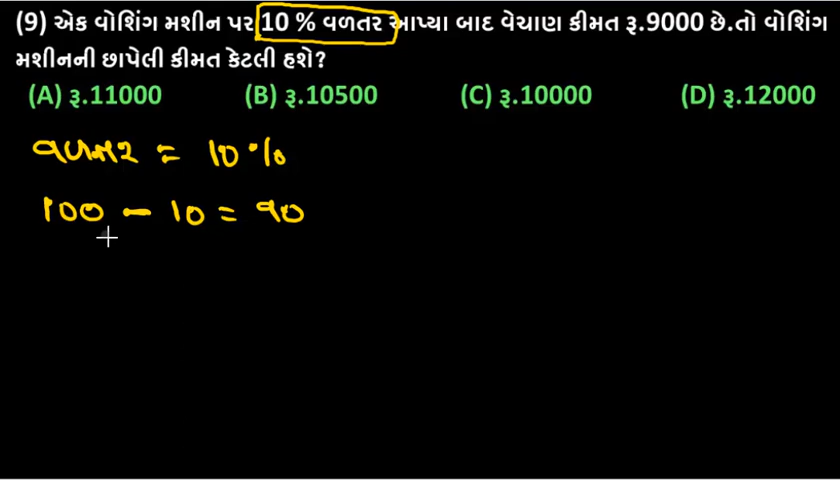 (9) એક વોશિંગ મશીન પર 10 % વળતર આપ્યા બાદ વેચાણ કીમત રૂ.9000 છે.તો વોશિંગ
મશીનની છાપેલી કીમત કેટલી હશે?
(A) રૂ.11000 (B) રૂ.10500 (C) રૂ.10000 (D) રૂ.12000
વળતર = 10 %
100 - 10 = 90